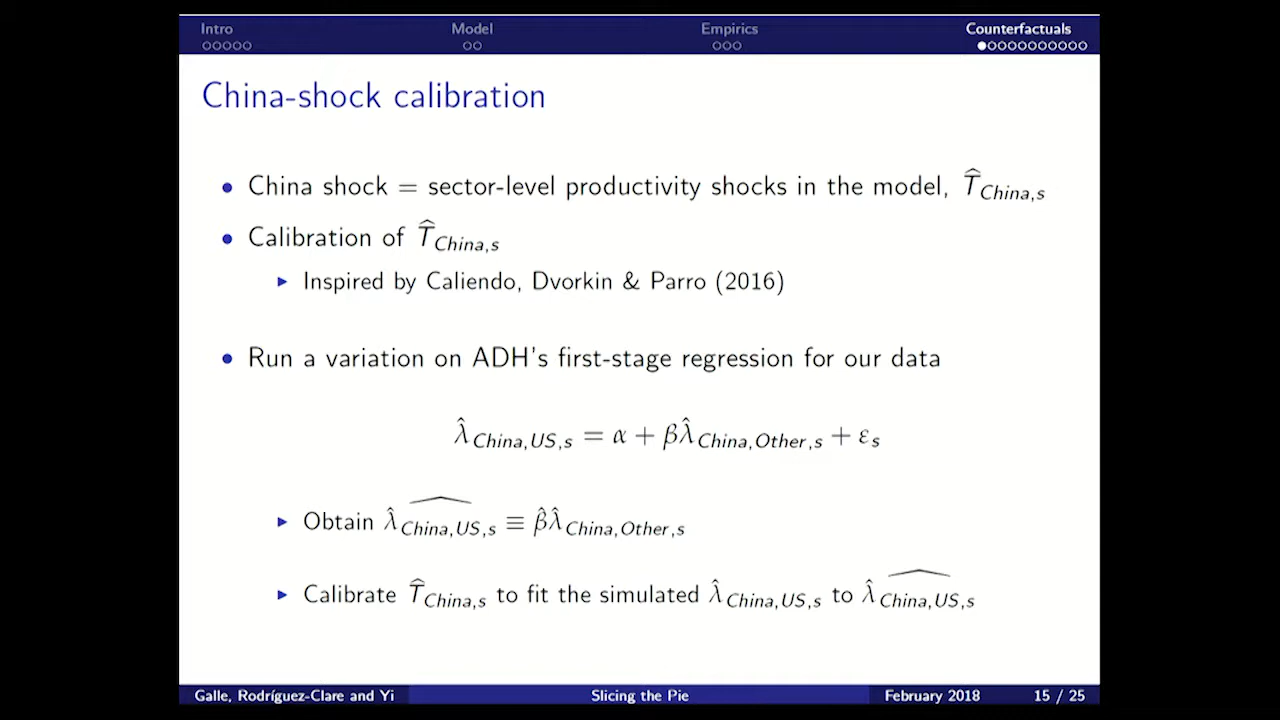 Intro Model Empirics Counterfactuals
China-shock calibration
• China shock = sector-level productivity shocks in the model, T̂_China,s
• Calibration of T̂_China,s
▸ Inspired by Caliendo, Dvorkin & Parro (2016)
• Run a variation on ADH's first-stage regression for our data
λ̂_China,US,s = α + βλ̂_China,Other,s + ε_s
▸ Obtain \widehat{λ̂_China,US,s} ≡ β̂λ̂_China,Other,s
▸ Calibrate T̂_China,s to fit the simulated λ̂_China,US,s to \widehat{λ̂_China,US,s}
Galle, Rodríguez-Clare and Yi Slicing the Pie February 2018 15 / 25